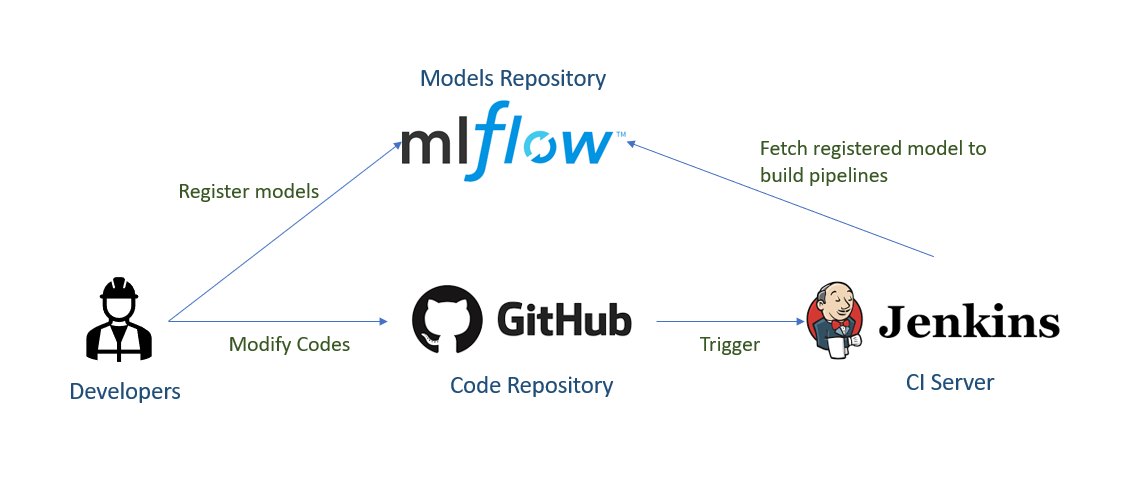 Models Repository
mlflow™
Fetch registered model to
build pipelines
Register models
GitHub
Jenkins
Modify Codes
Trigger
Developers
Code Repository
CI Server